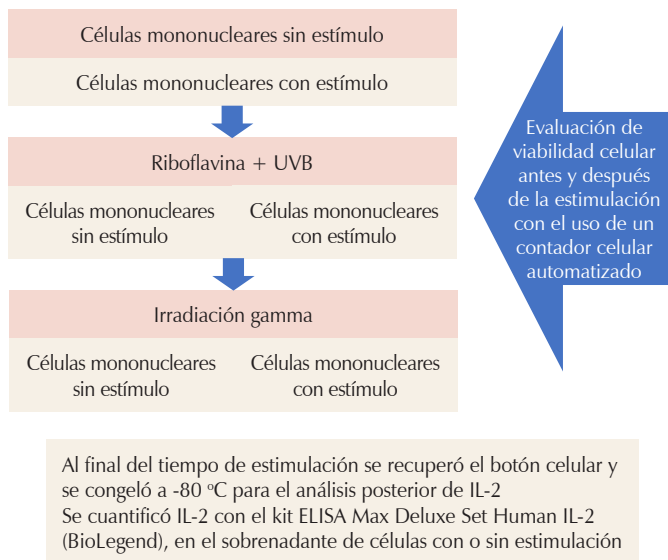 Células mononucleares sin estímulo
Células mononucleares con estímulo
Riboflavina + UVB
Células mononucleares
sin estímulo
Células mononucleares
con estímulo
Irradiación gamma
Células mononucleares
sin estímulo
Células mononucleares
con estímulo
Evaluación de
viabilidad celular
antes y después
de la estimulación
con el uso de un
contador celular
automatizado
Al final del tiempo de estimulación se recuperó el botón celular y
se congeló a -80 ºC para el análisis posterior de IL-2
Se cuantificó IL-2 con el kit ELISA Max Deluxe Set Human IL-2
(BioLegend), en el sobrenadante de células con o sin estimulación